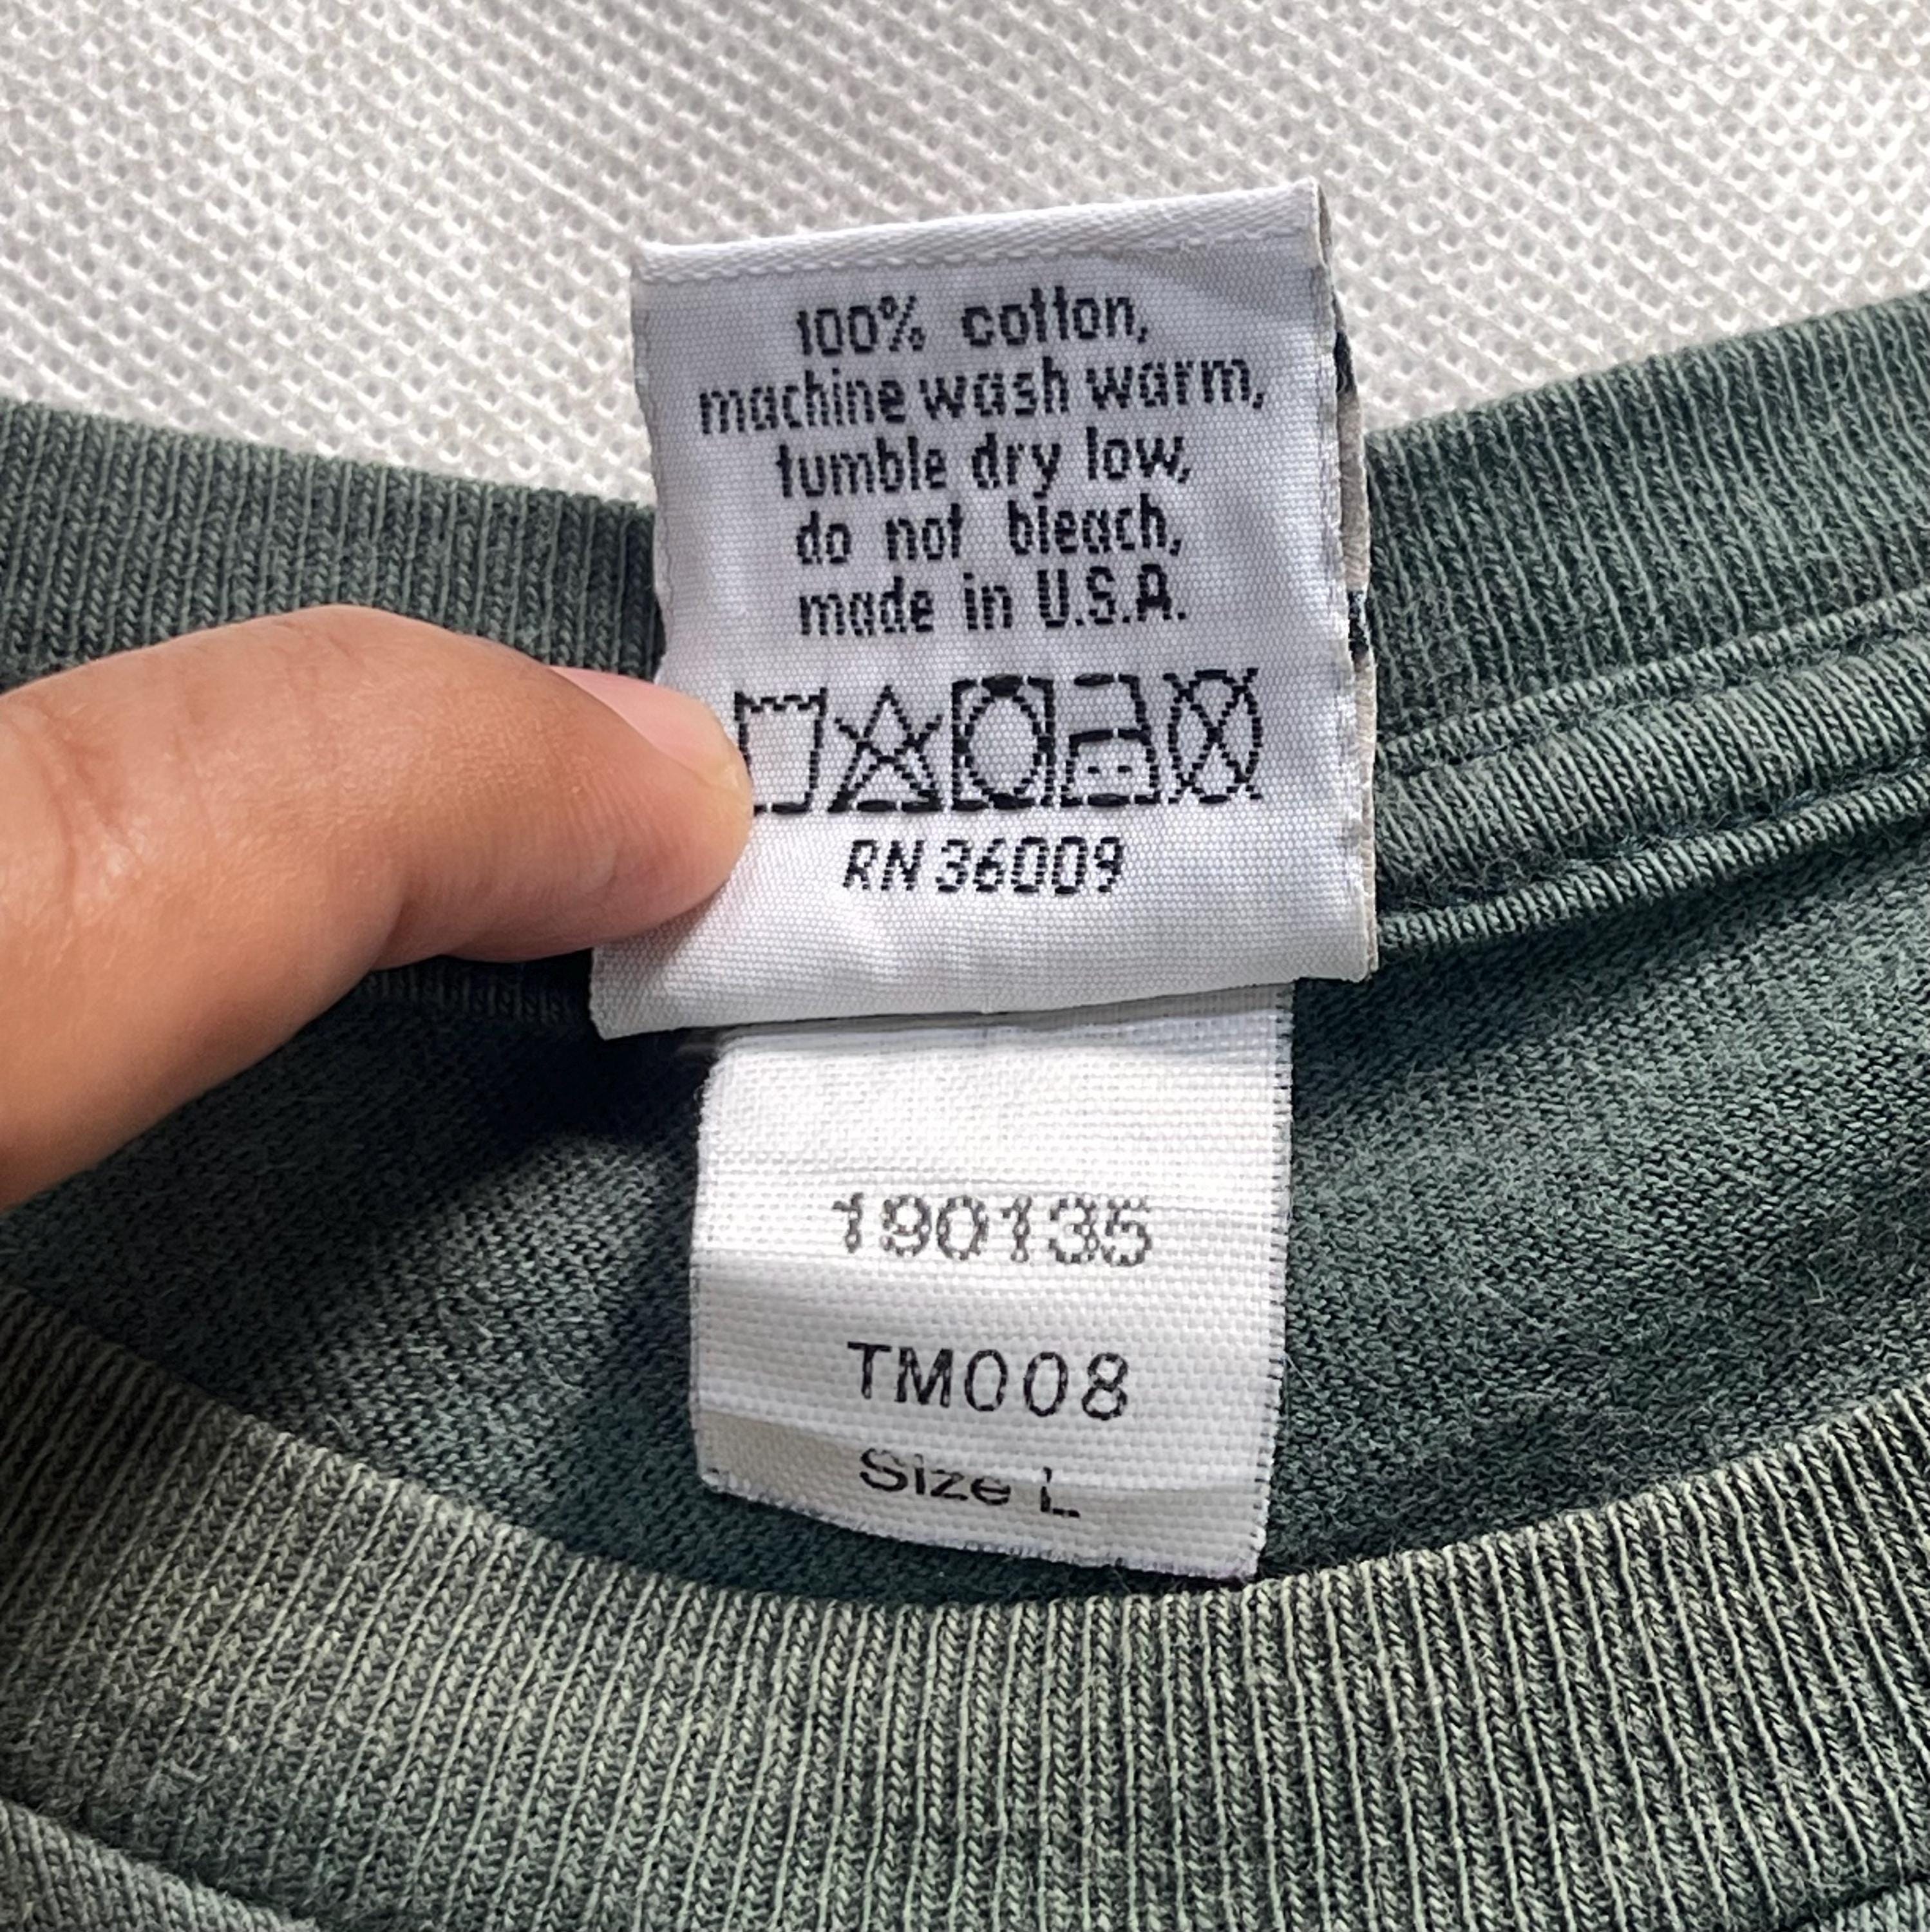 100% cotton,
machine wash warm,
tumble dry low,
do not bleach,
made in U.S.A.
RN 36009
190135
TM008
Size L